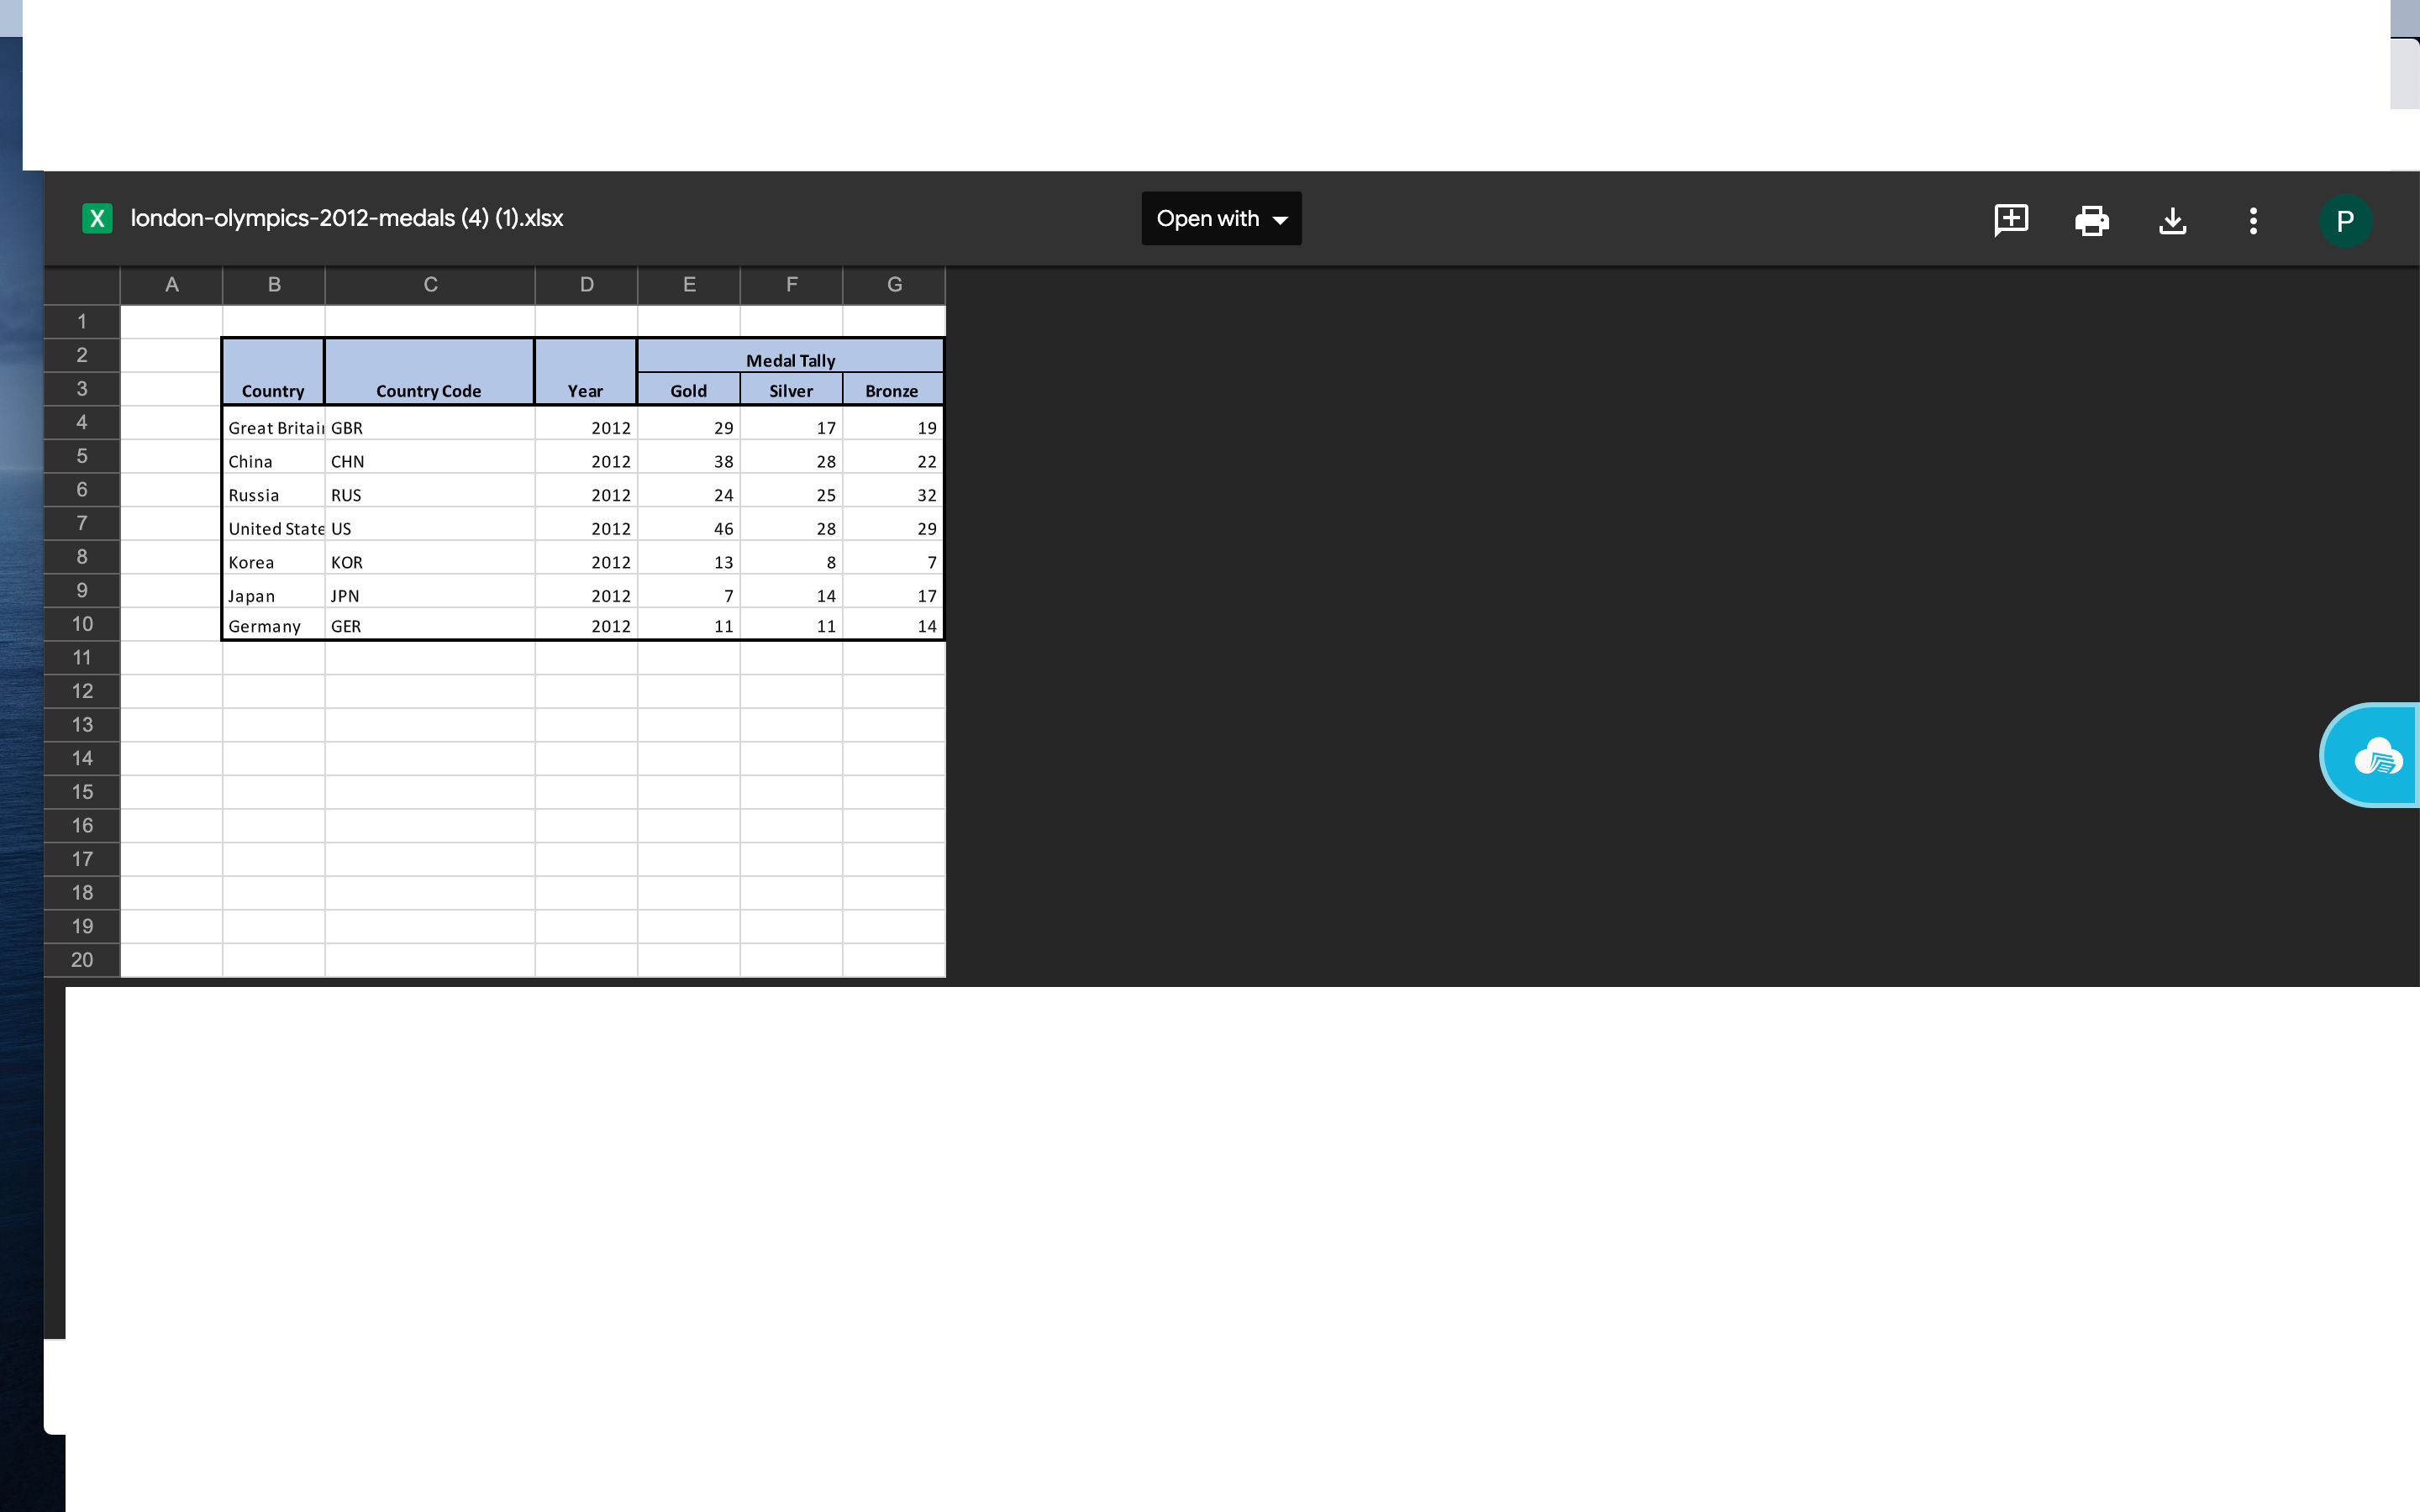 X london-olympics-2012-medals (4) (1).xlsx Open with P
A B C D E F G
1
2 Medal Tally
3 Country Country Code Year Gold Silver Bronze
4 Great Britain GBR 2012 29 17 19
5 China CHN 2012 38 28 22
6 Russia RUS 2012 24 25 32
7 United State US 2012 46 28 29
8 Korea KOR 2012 13 8 7
9 Japan JPN 2012 7 14 17
10 Germany GER 2012 11 11 14
11
12
13
14
15
16
17
18
19
20